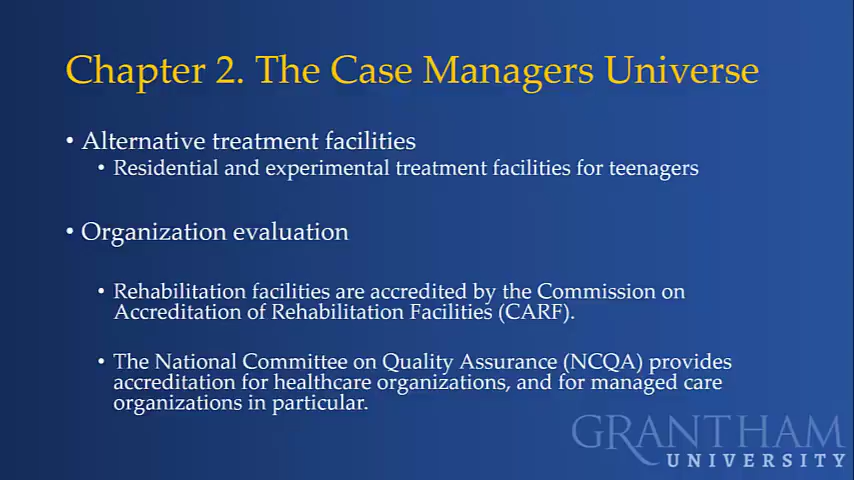 Chapter 2. The Case Managers Universe
• Alternative treatment facilities
• Residential and experimental treatment facilities for teenagers
• Organization evaluation
• Rehabilitation facilities are accredited by the Commission on
Accreditation of Rehabilitation Facilities (CARF).
• The National Committee on Quality Assurance (NCQA) provides
accreditation for healthcare organizations, and for managed care
organizations in particular.
GRANTHAM
UNIVERSITY